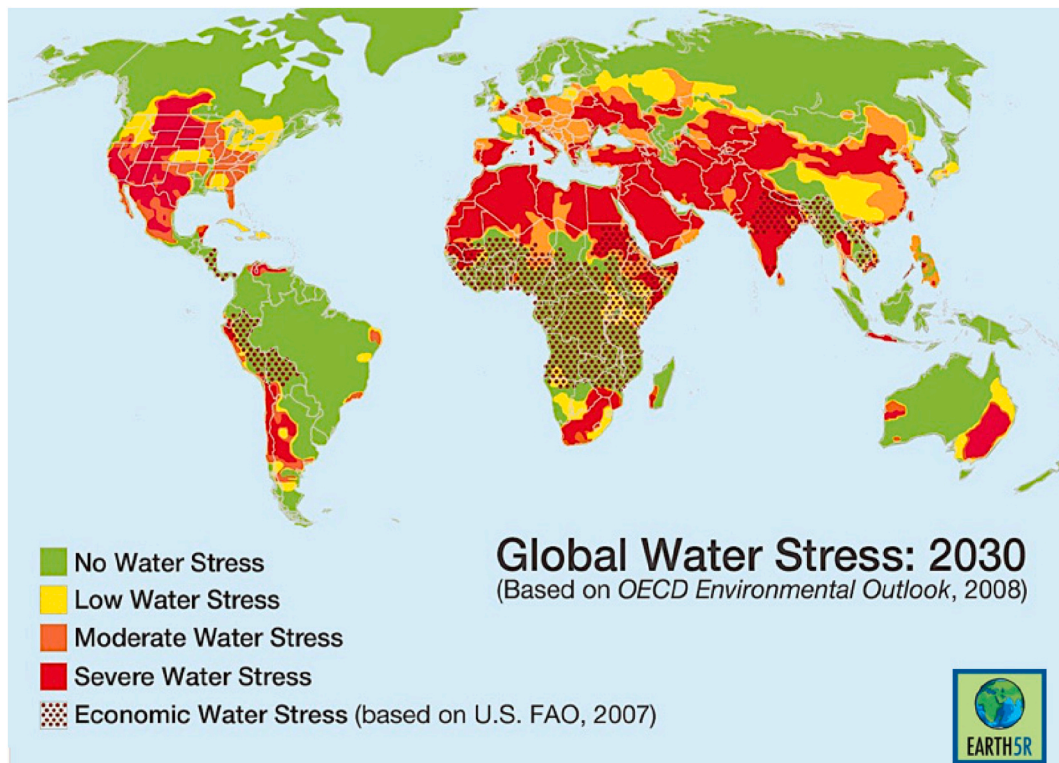 No Water Stress
Low Water Stress
Moderate Water Stress
Severe Water Stress
Economic Water Stress (based on U.S. FAO, 2007)
Global Water Stress: 2030
(Based on OECD Environmental Outlook, 2008)
EARTH5R